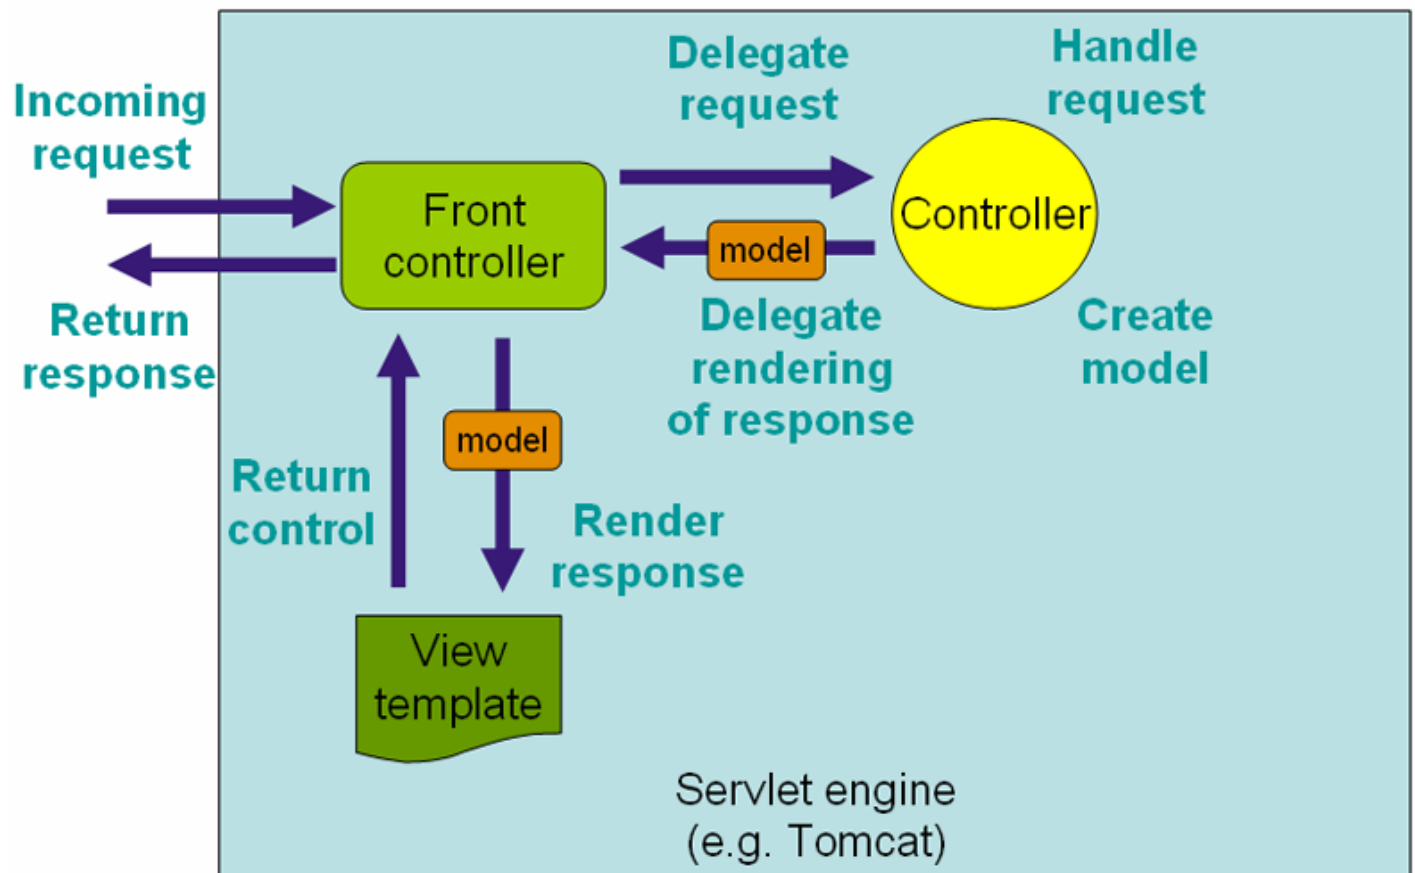 Incoming
request
Return
response
Front
controller
Delegate
request
Handle
request
Controller
model
Delegate
rendering
of response
Create
model
Return
control
model
Render
response
View
template
Servlet engine
(e.g. Tomcat)